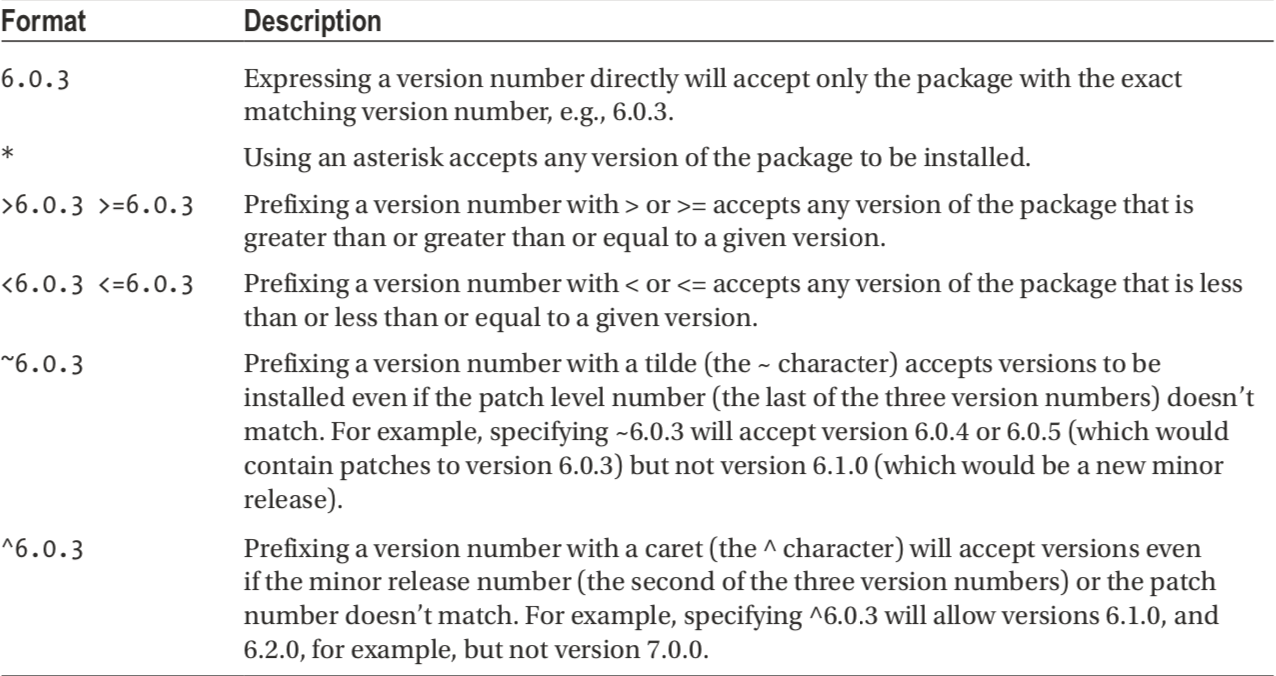 Format Description
6.0.3 Expressing a version number directly will accept only the package with the exact
matching version number, e.g., 6.0.3.
* Using an asterisk accepts any version of the package to be installed.
>6.0.3 >=6.0.3 Prefixing a version number with > or >= accepts any version of the package that is
greater than or greater than or equal to a given version.
<6.0.3 <=6.0.3 Prefixing a version number with < or <= accepts any version of the package that is less
than or less than or equal to a given version.
~6.0.3 Prefixing a version number with a tilde (the ~ character) accepts versions to be
installed even if the patch level number (the last of the three version numbers) doesn’t
match. For example, specifying ~6.0.3 will accept version 6.0.4 or 6.0.5 (which would
contain patches to version 6.0.3) but not version 6.1.0 (which would be a new minor
release).
^6.0.3 Prefixing a version number with a caret (the ^ character) will accept versions even
if the minor release number (the second of the three version numbers) or the patch
number doesn’t match. For example, specifying ^6.0.3 will allow versions 6.1.0, and
6.2.0, for example, but not version 7.0.0.